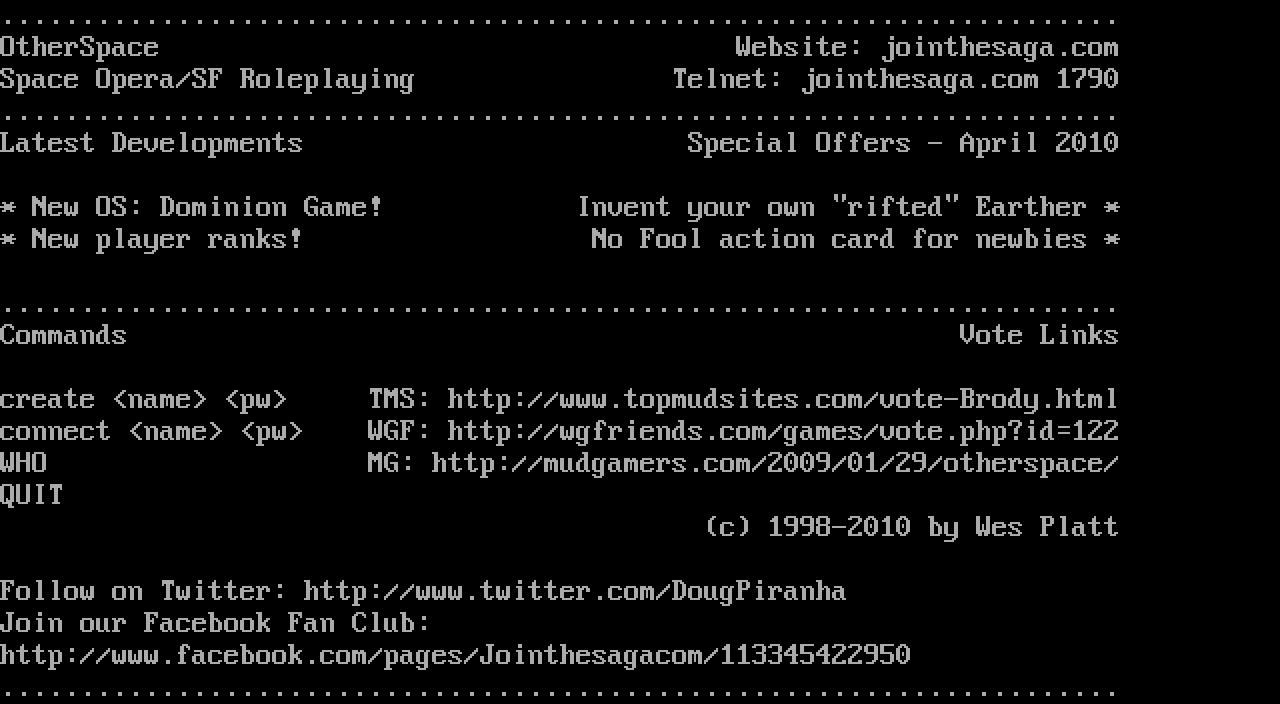 ......................................................................
OtherSpace Website: jointhesaga.com
Space Opera/SF Roleplaying Telnet: jointhesaga.com 1790
......................................................................
Latest Developments Special Offers - April 2010
* New OS: Dominion Game! Invent your own "rifted" Earther *
* New player ranks! No Fool action card for newbies *
......................................................................
Commands Vote Links
create <name> <pw> TMS: http://www.topmudsites.com/vote-Brody.html
connect <name> <pw> WGF: http://wgfriends.com/games/vote.php?id=122
WHO MG: http://mudgamers.com/2009/01/29/otherspace/
QUIT
(c) 1998-2010 by Wes Platt
Follow on Twitter: http://www.twitter.com/DougPiranha
Join our Facebook Fan Club:
http://www.facebook.com/pages/Jointhesagacom/113345422950
......................................................................